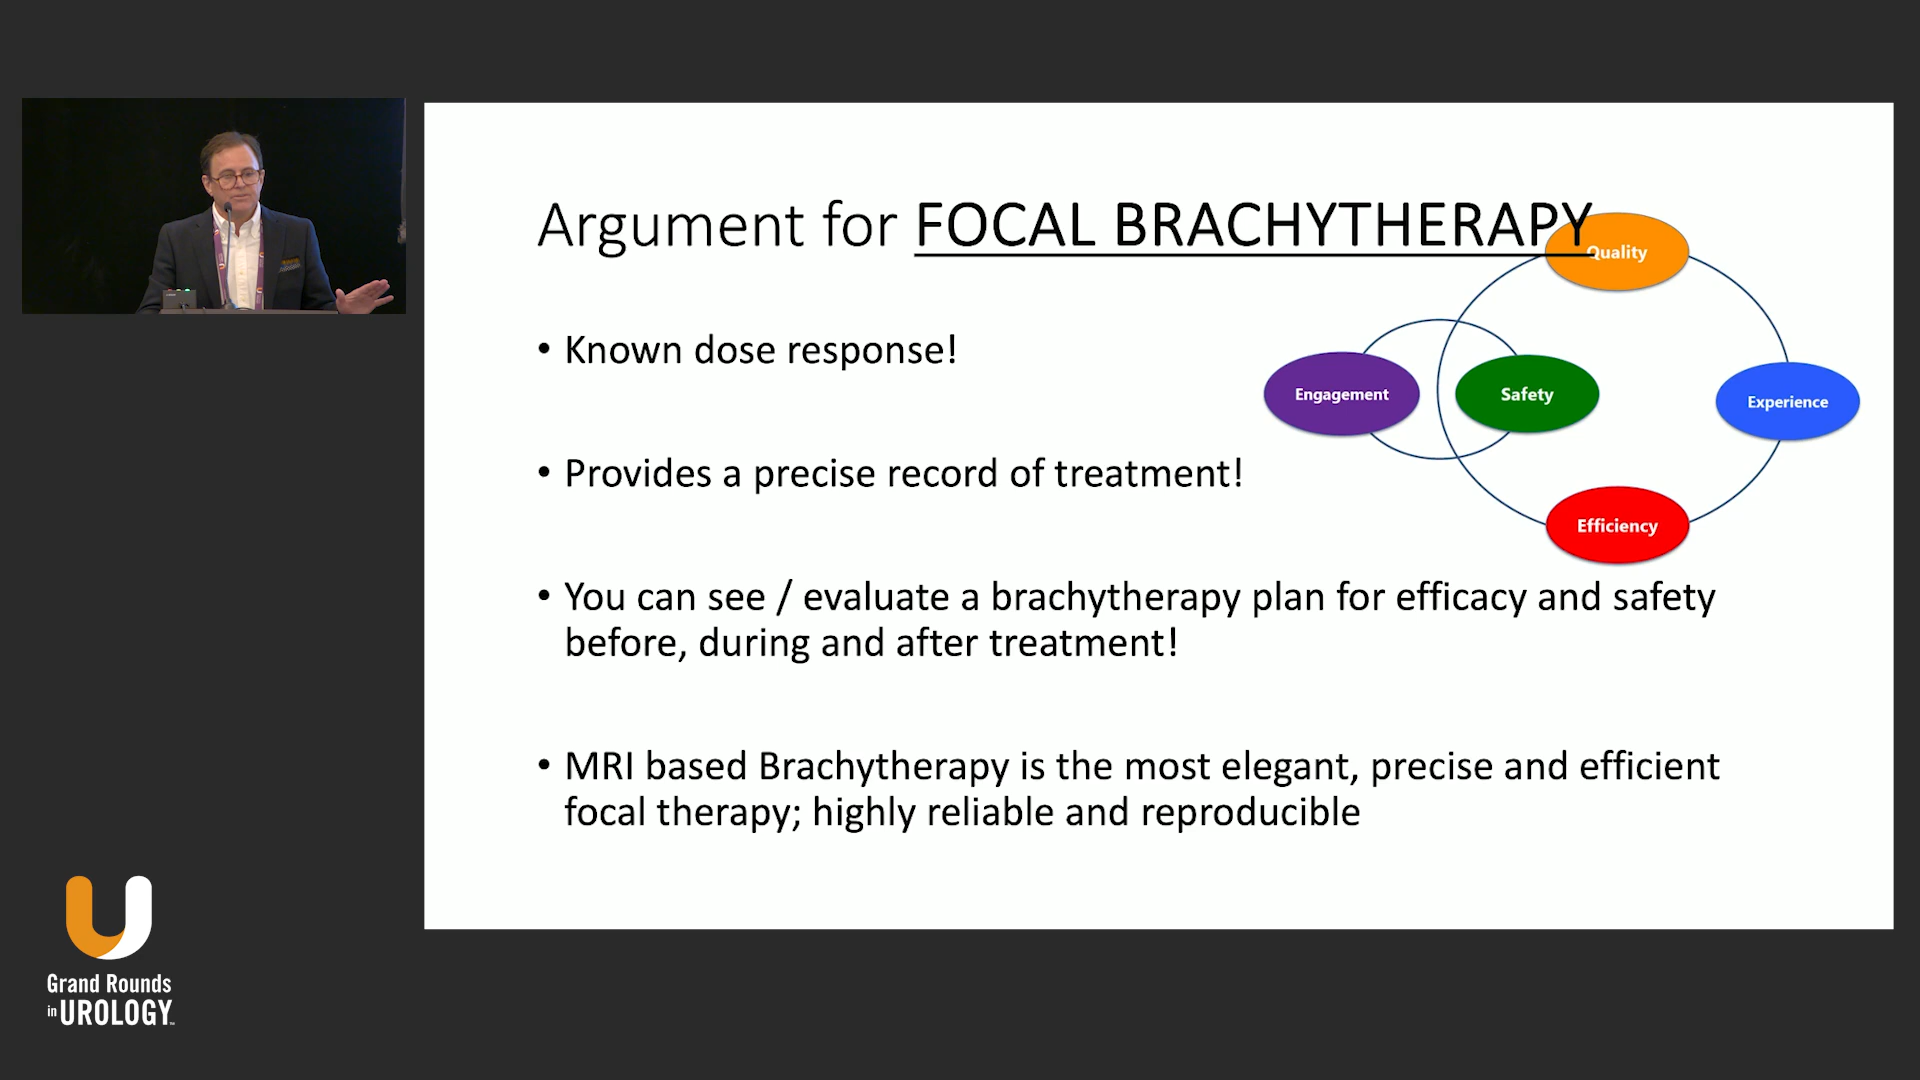 Argument for FOCAL BRACHYTHERAPY
Quality
• Known dose response!
Engagement
Safety
Experience
• Provides a precise record of treatment!
Efficiency
• You can see / evaluate a brachytherapy plan for efficacy and safety
before, during and after treatment!
• MRI based Brachytherapy is the most elegant, precise and efficient
focal therapy; highly reliable and reproducible
Grand Rounds
in UROLOGY™